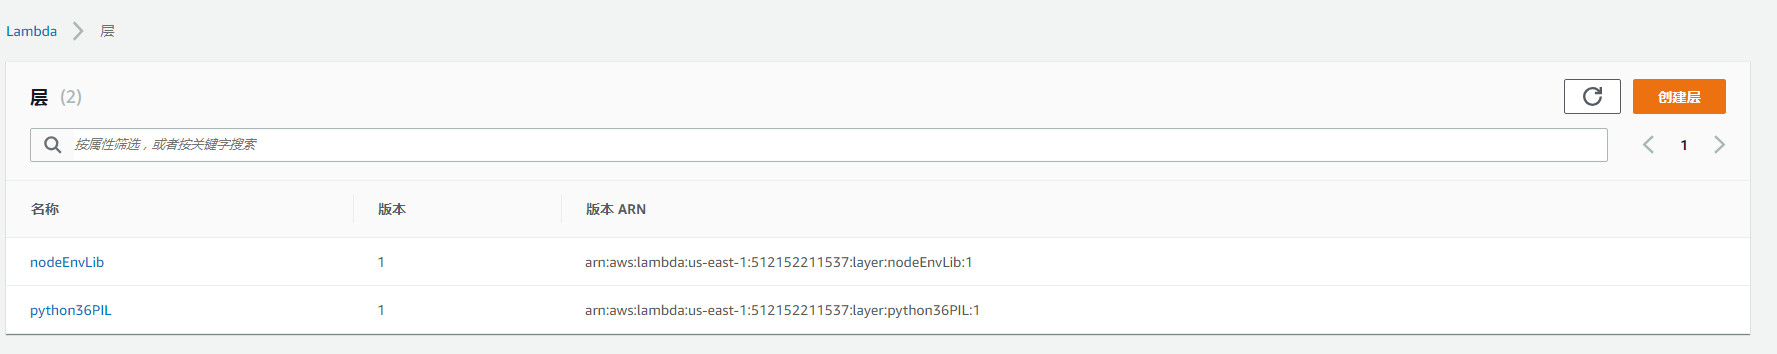 Lambda 层
层 (2)
创建层
按属性筛选，或者按关键字搜索
1
名称 版本 版本 ARN
nodeEnvLib 1 arn:aws:lambda:us-east-1:512152211537:layer:nodeEnvLib:1
python36PIL 1 arn:aws:lambda:us-east-1:512152211537:layer:python36PIL:1